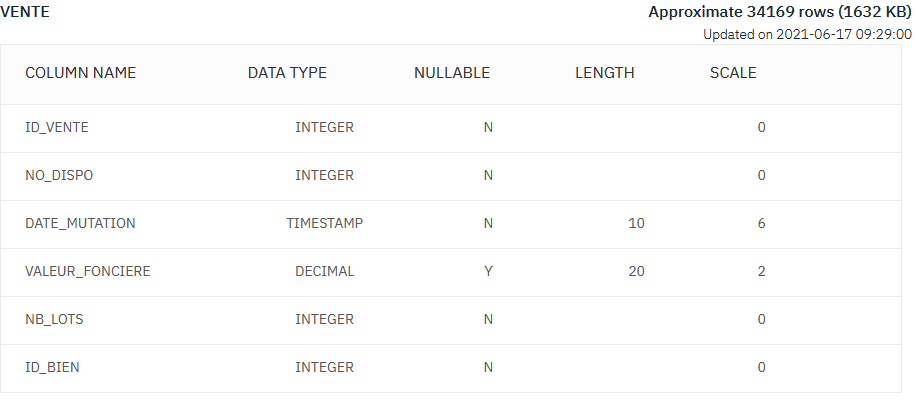 VENTE Approximate 34169 rows (1632 KB)
Updated on 2021-06-17 09:29:00
COLUMN NAME DATA TYPE NULLABLE LENGTH SCALE
ID_VENTE INTEGER N 0
NO_DISPO INTEGER N 0
DATE_MUTATION TIMESTAMP N 10 6
VALEUR_FONCIERE DECIMAL Y 20 2
NB_LOTS INTEGER N 0
ID_BIEN INTEGER N 0